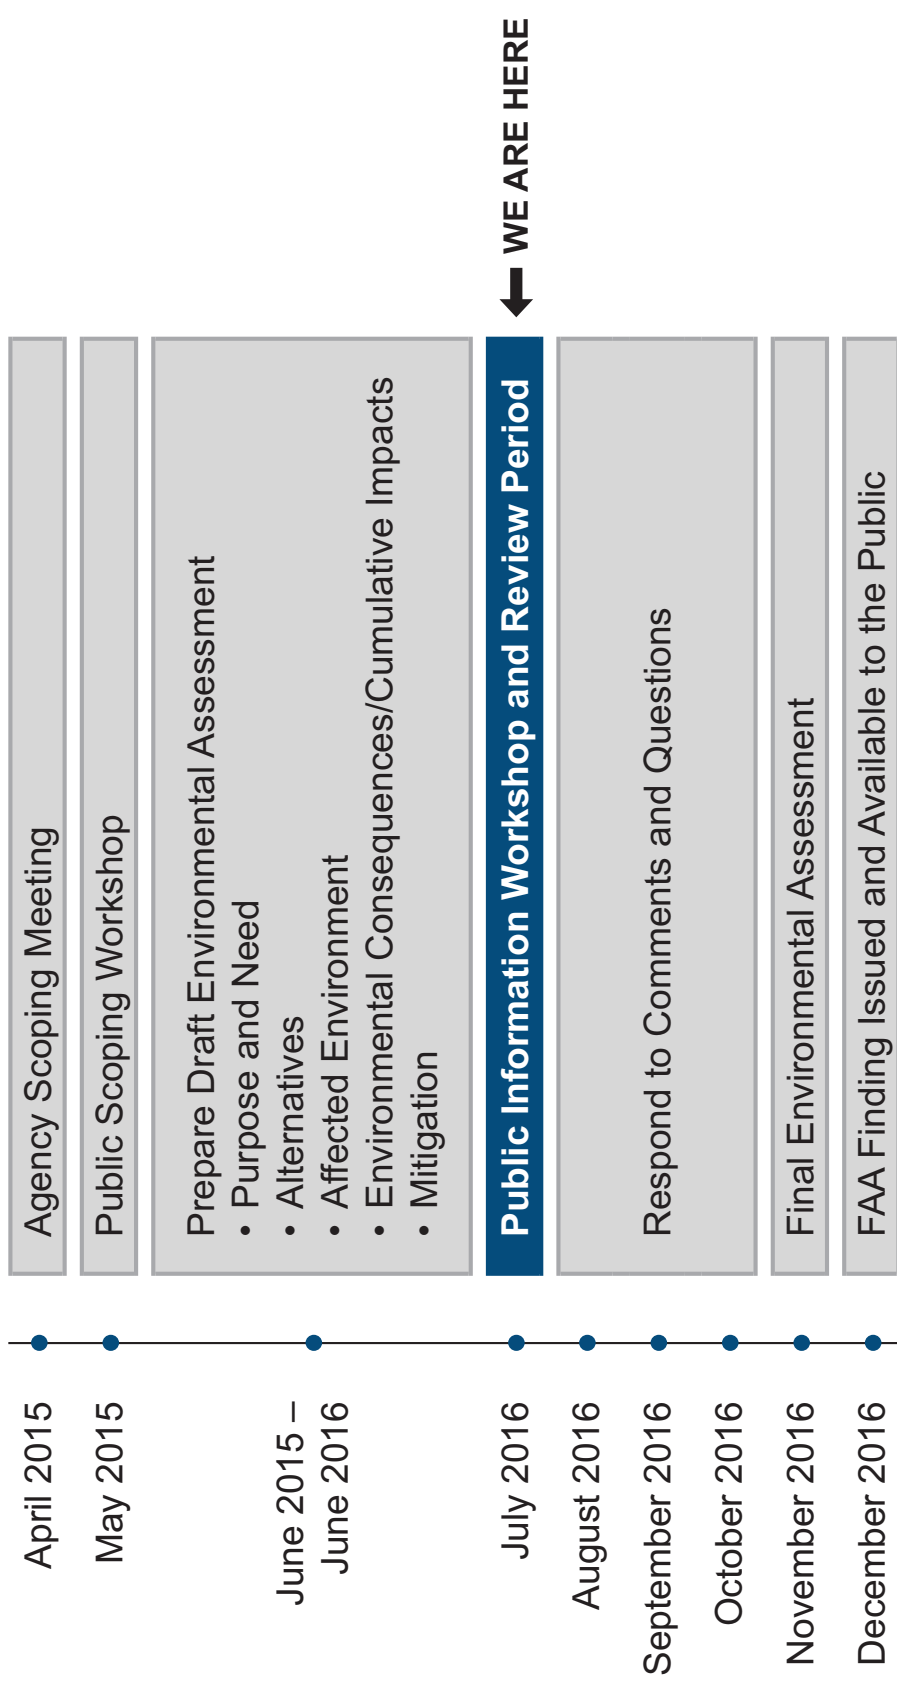 April 2015
Agency Scoping Meeting
May 2015
Public Scoping Workshop
June 2015 –
June 2016
Prepare Draft Environmental Assessment
• Purpose and Need
• Alternatives
• Affected Environment
• Environmental Consequences/Cumulative Impacts
• Mitigation
July 2016
Public Information Workshop and Review Period
WE ARE HERE
August 2016
September 2016
October 2016
Respond to Comments and Questions
November 2016
Final Environmental Assessment
December 2016
FAA Finding Issued and Available to the Public